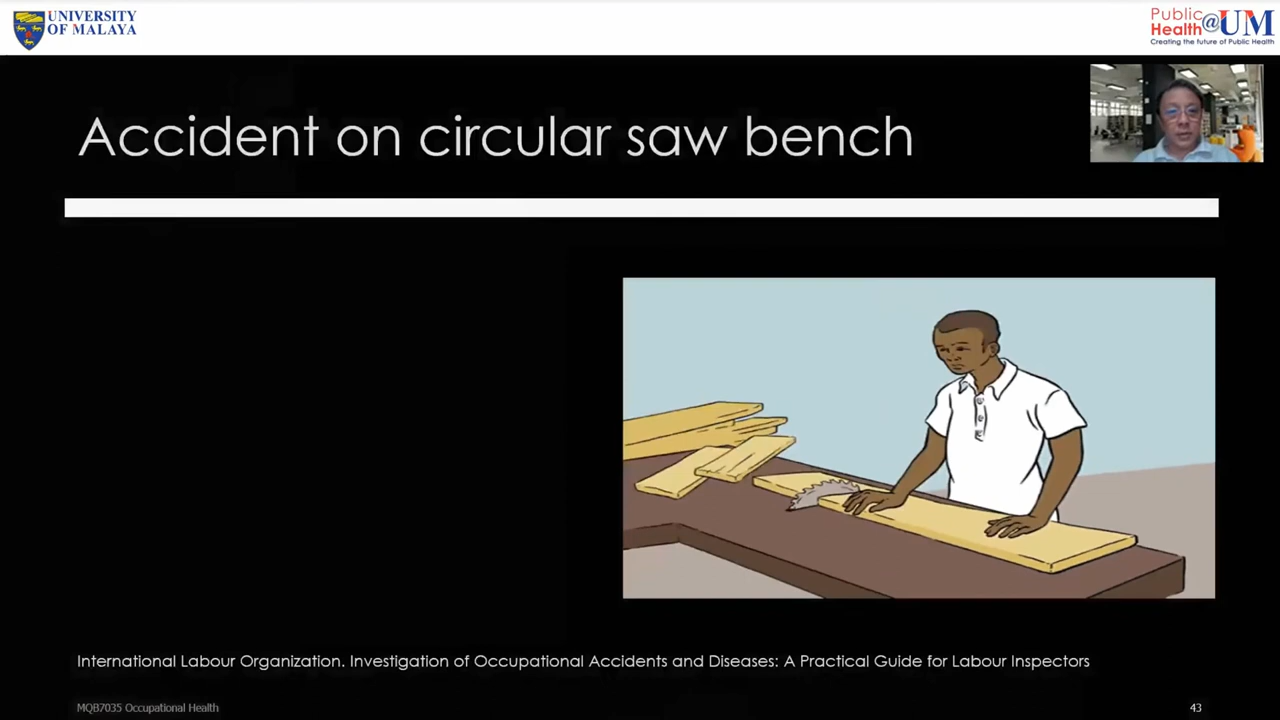 UNIVERSITY
OF MALAYA
Public
Health@UM
Creating the future of Public Health
Accident on circular saw bench
International Labour Organization. Investigation of Occupational Accidents and Diseases: A Practical Guide for Labour Inspectors
MQB7035 Occupational Health
43